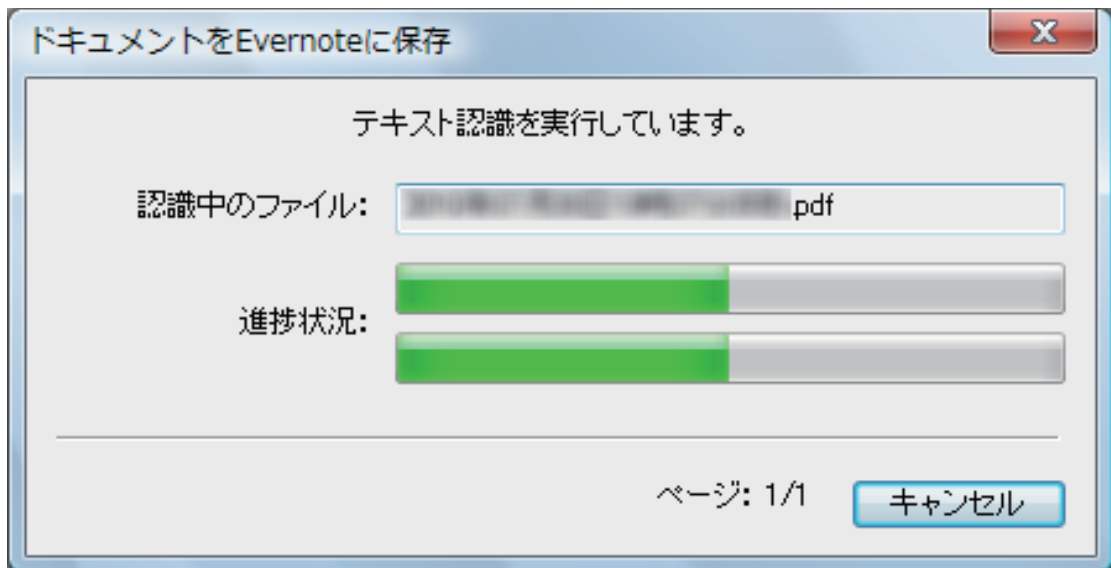 ドキュメントをEvernoteに保存
テキスト認識を実行しています。
認識中のファイル: .pdf
進捗状況:
ページ: 1/1
キャンセル